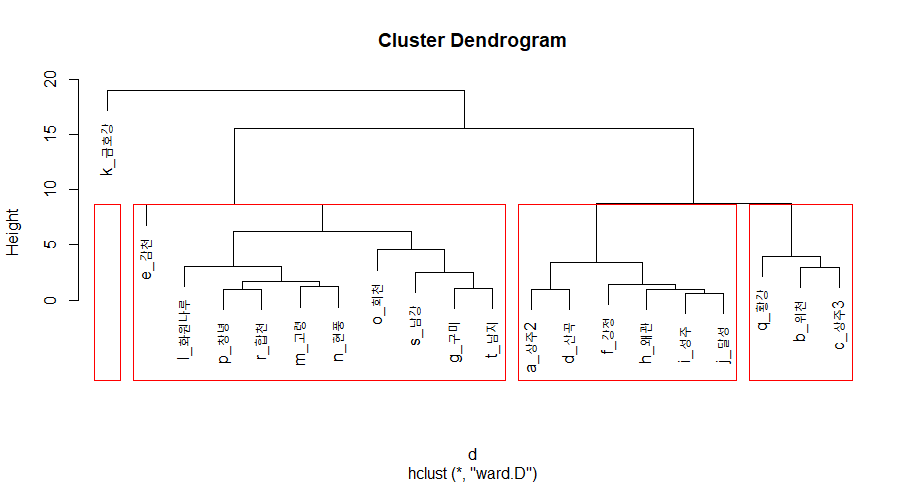 Cluster Dendrogram
Height
20
15
10
5
0
k_금호강
e_감천
l_화원나루
p_창녕
r_합천
m_고령
n_현풍
o_회천
s_남강
g_구미
t_남지
a_상주2
d_산곡
f_강정
h_왜관
i_성주
j_달성
q_황강
b_위천
c_상주3
d
hclust (*, "ward.D")